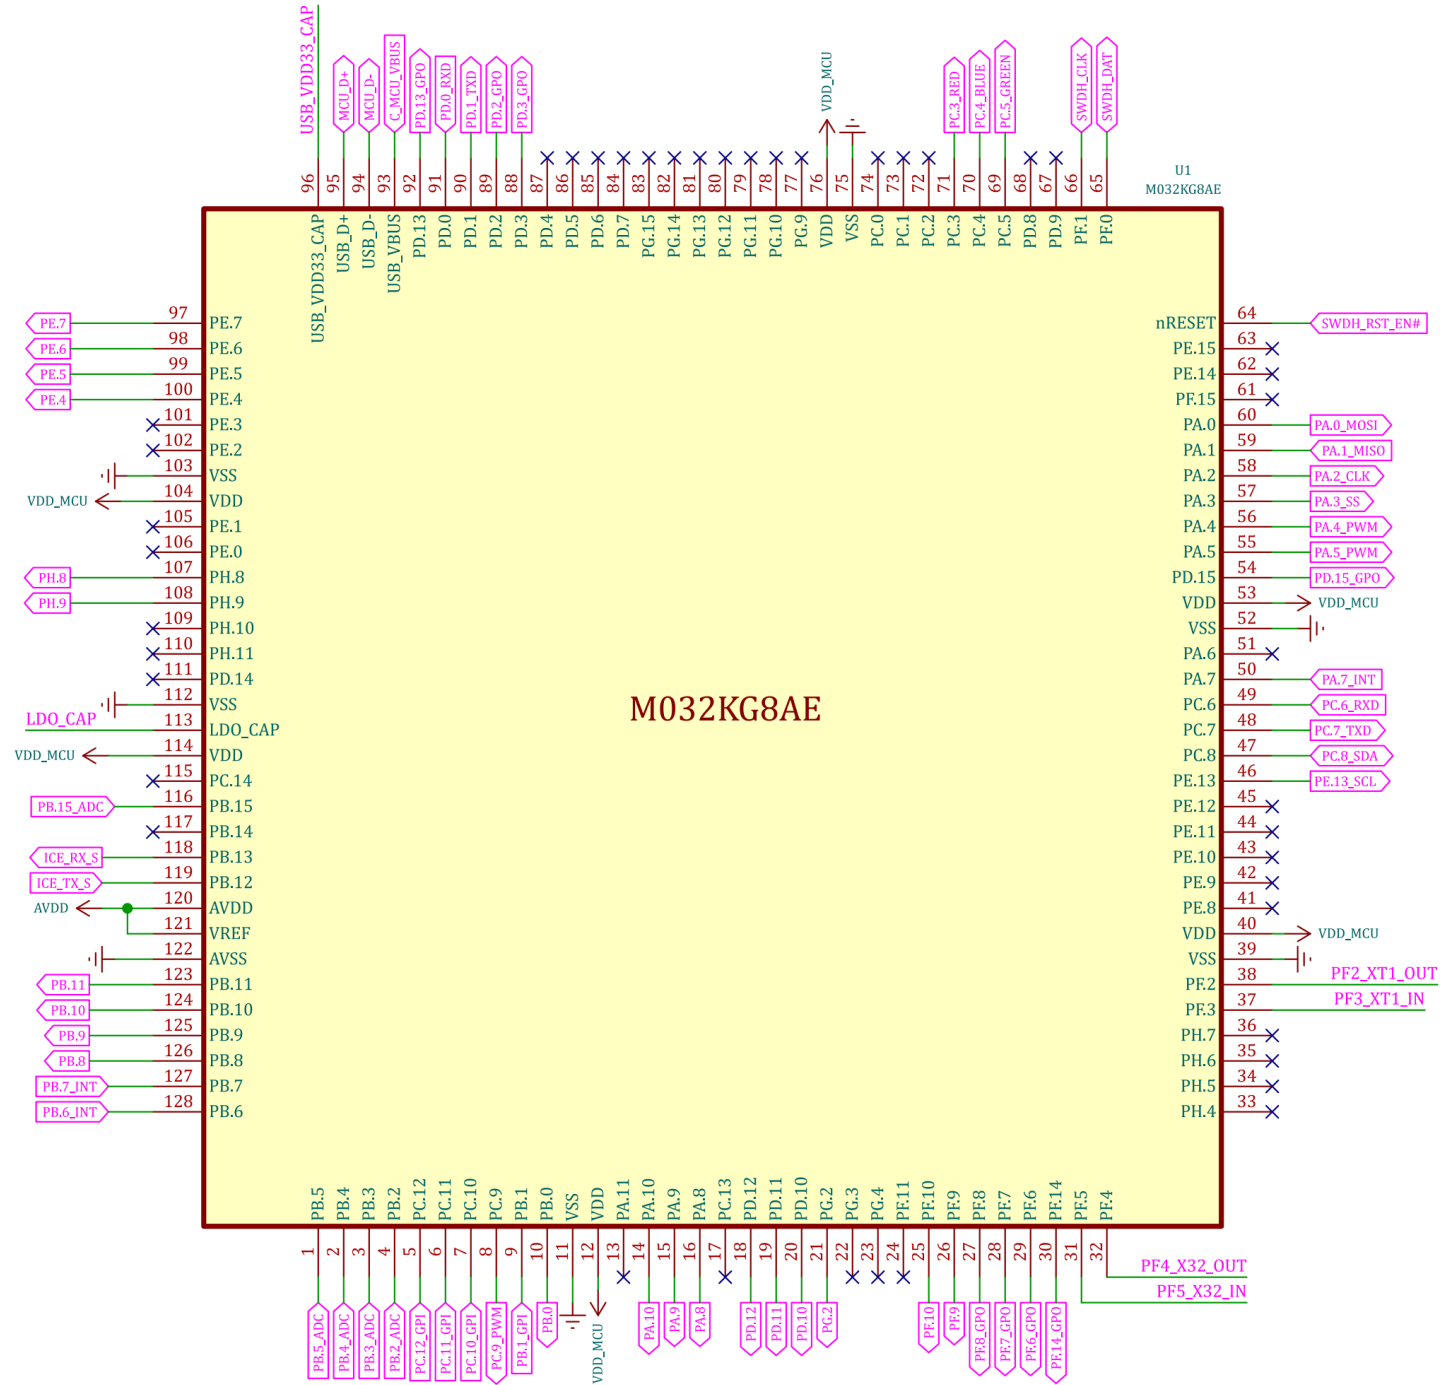 USB_VDD33_CAP
MCU_D+
MCU_D-
C_MCU_VBUS
PD.13_GPO
PD.0_RXD
PD.1_TXD
PD.2_GPO
PD.3_GPO
VDD_MCU
PC.3_RED
PC.4_BLUE
PC.5_GREEN
SWDH_CLK
SWDH_DAT
U1
M032KG8AE
96 USB_VDD33_CAP
95 USB_D+
94 USB_D-
93 USB_VBUS
92 PD.13
91 PD.0
90 PD.1
89 PD.2
88 PD.3
87 PD.4
86 PD.5
85 PD.6
84 PD.7
83 PG.15
82 PG.14
81 PG.13
80 PG.12
79 PG.11
78 PG.10
77 PG.9
76 VDD
75 VSS
74 PC.0
73 PC.1
72 PC.2
71 PC.3
70 PC.4
69 PC.5
68 PD.8
67 PD.9
66 PF.1
65 PF.0
PE.7 97 PE.7
PE.6 98 PE.6
PE.5 99 PE.5
PE.4 100 PE.4
101 PE.3
102 PE.2
103 VSS
VDD_MCU 104 VDD
105 PE.1
106 PE.0
PH.8 107 PH.8
PH.9 108 PH.9
109 PH.10
110 PH.11
111 PD.14
112 VSS
LDO_CAP 113 LDO_CAP
VDD_MCU 114 VDD
115 PC.14
PB.15_ADC 116 PB.15
117 PB.14
ICE_RX_S 118 PB.13
ICE_TX_S 119 PB.12
AVDD 120 AVDD
121 VREF
122 AVSS
PB.11 123 PB.11
PB.10 124 PB.10
PB.9 125 PB.9
PB.8 126 PB.8
PB.7_INT 127 PB.7
PB.6_INT 128 PB.6
M032KG8AE
nRESET 64 SWDH_RST_EN#
PE.15 63
PE.14 62
PF.15 61
PA.0 60 PA.0_MOSI
PA.1 59 PA.1_MISO
PA.2 58 PA.2_CLK
PA.3 57 PA.3_SS
PA.4 56 PA.4_PWM
PA.5 55 PA.5_PWM
PD.15 54 PD.15_GPO
VDD 53 VDD_MCU
VSS 52
PA.6 51
PA.7 50 PA.7_INT
PC.6 49 PC.6_RXD
PC.7 48 PC.7_TXD
PC.8 47 PC.8_SDA
PE.13 46 PE.13_SCL
PE.12 45
PE.11 44
PE.10 43
PE.9 42
PE.8 41
VDD 40 VDD_MCU
VSS 39
PF.2 38 PF2_XT1_OUT
PF.3 37 PF3_XT1_IN
PH.7 36
PH.6 35
PH.5 34
PH.4 33
PB.5 1 PB.5_ADC
PB.4 2 PB.4_ADC
PB.3 3 PB.3_ADC
PB.2 4 PB.2_ADC
PC.12 5 PC.12_GPI
PC.11 6 PC.11_GPI
PC.10 7 PC.10_GPI
PC.9 8 PC.9_PWM
PB.1 9 PB.1_GPI
PB.0 10 PB.0
VSS 11
VDD 12 VDD_MCU
PA.11 13
PA.10 14 PA.10
PA.9 15 PA.9
PA.8 16 PA.8
PC.13 17
PD.12 18 PD.12
PD.11 19 PD.11
PD.10 20 PD.10
PG.2 21 PG.2
PG.3 22
PG.4 23
PF.11 24
PF.10 25 PF.10
PF.9 26 PF.9
PF.8 27 PF.8_GPO
PF.7 28 PF.7_GPO
PF.6 29 PF.6_GPO
PF.14 30 PF.14_GPO
PF.5 31 PF5_X32_IN
PF.4 32 PF4_X32_OUT